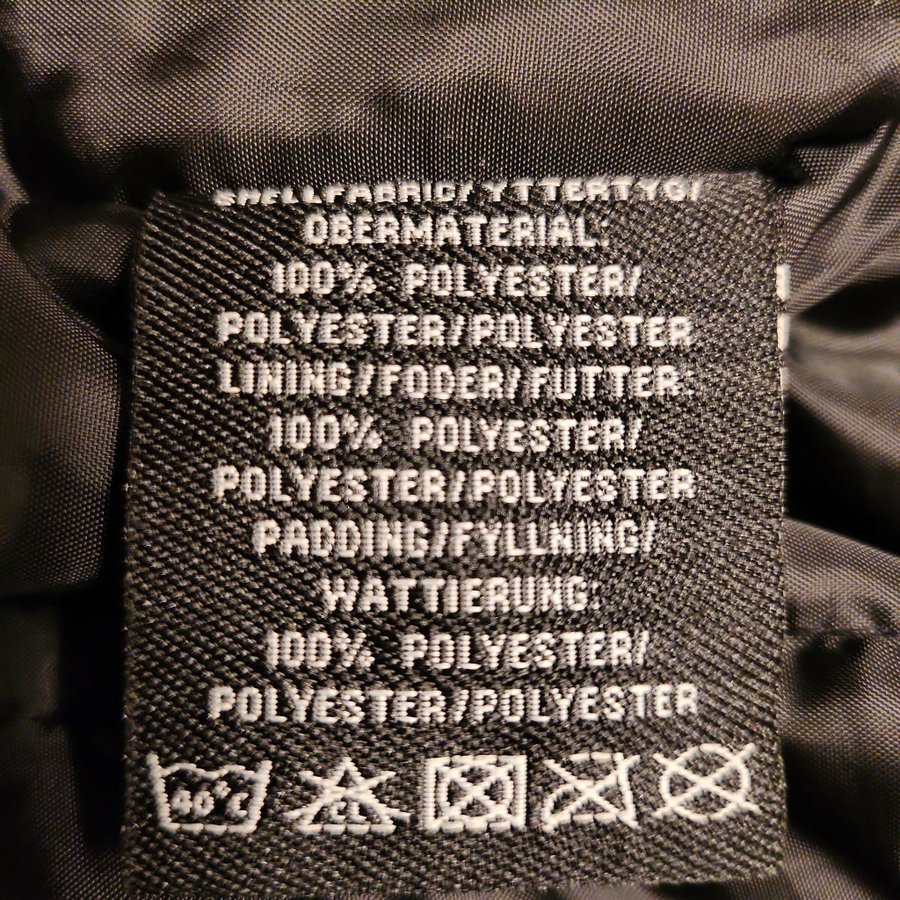 SHELLFABRIC/YTTERTYG/
OBERMATERIAL:
100% POLYESTER/
POLYESTER/POLYESTER
LINING/FODER/FUTTER:
100% POLYESTER/
POLYESTER/POLYESTER
PADDING/FYLLNING/
WATTIERUNG:
100% POLYESTER/
POLYESTER/POLYESTER
40°C CL